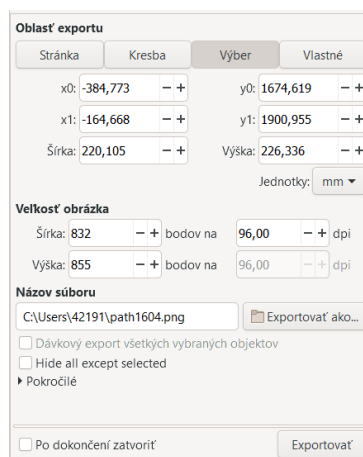 Oblasť exportu
Stránka Kresba Výber Vlastné
x0: -384,773 − + y0: 1674,619 − +
x1: -164,668 − + y1: 1900,955 − +
Šírka: 220,105 − + Výška: 226,336 − +
Jednotky: mm
Veľkosť obrázka
Šírka: 832 − + bodov na 96,00 − + dpi
Výška: 855 − + bodov na 96,00 − + dpi
Názov súboru
C:\Users\42191\path1604.png Exportovať ako...
Dávkový export všetkých vybraných objektov
Hide all except selected
Pokročilé
Po dokončení zatvoriť Exportovať